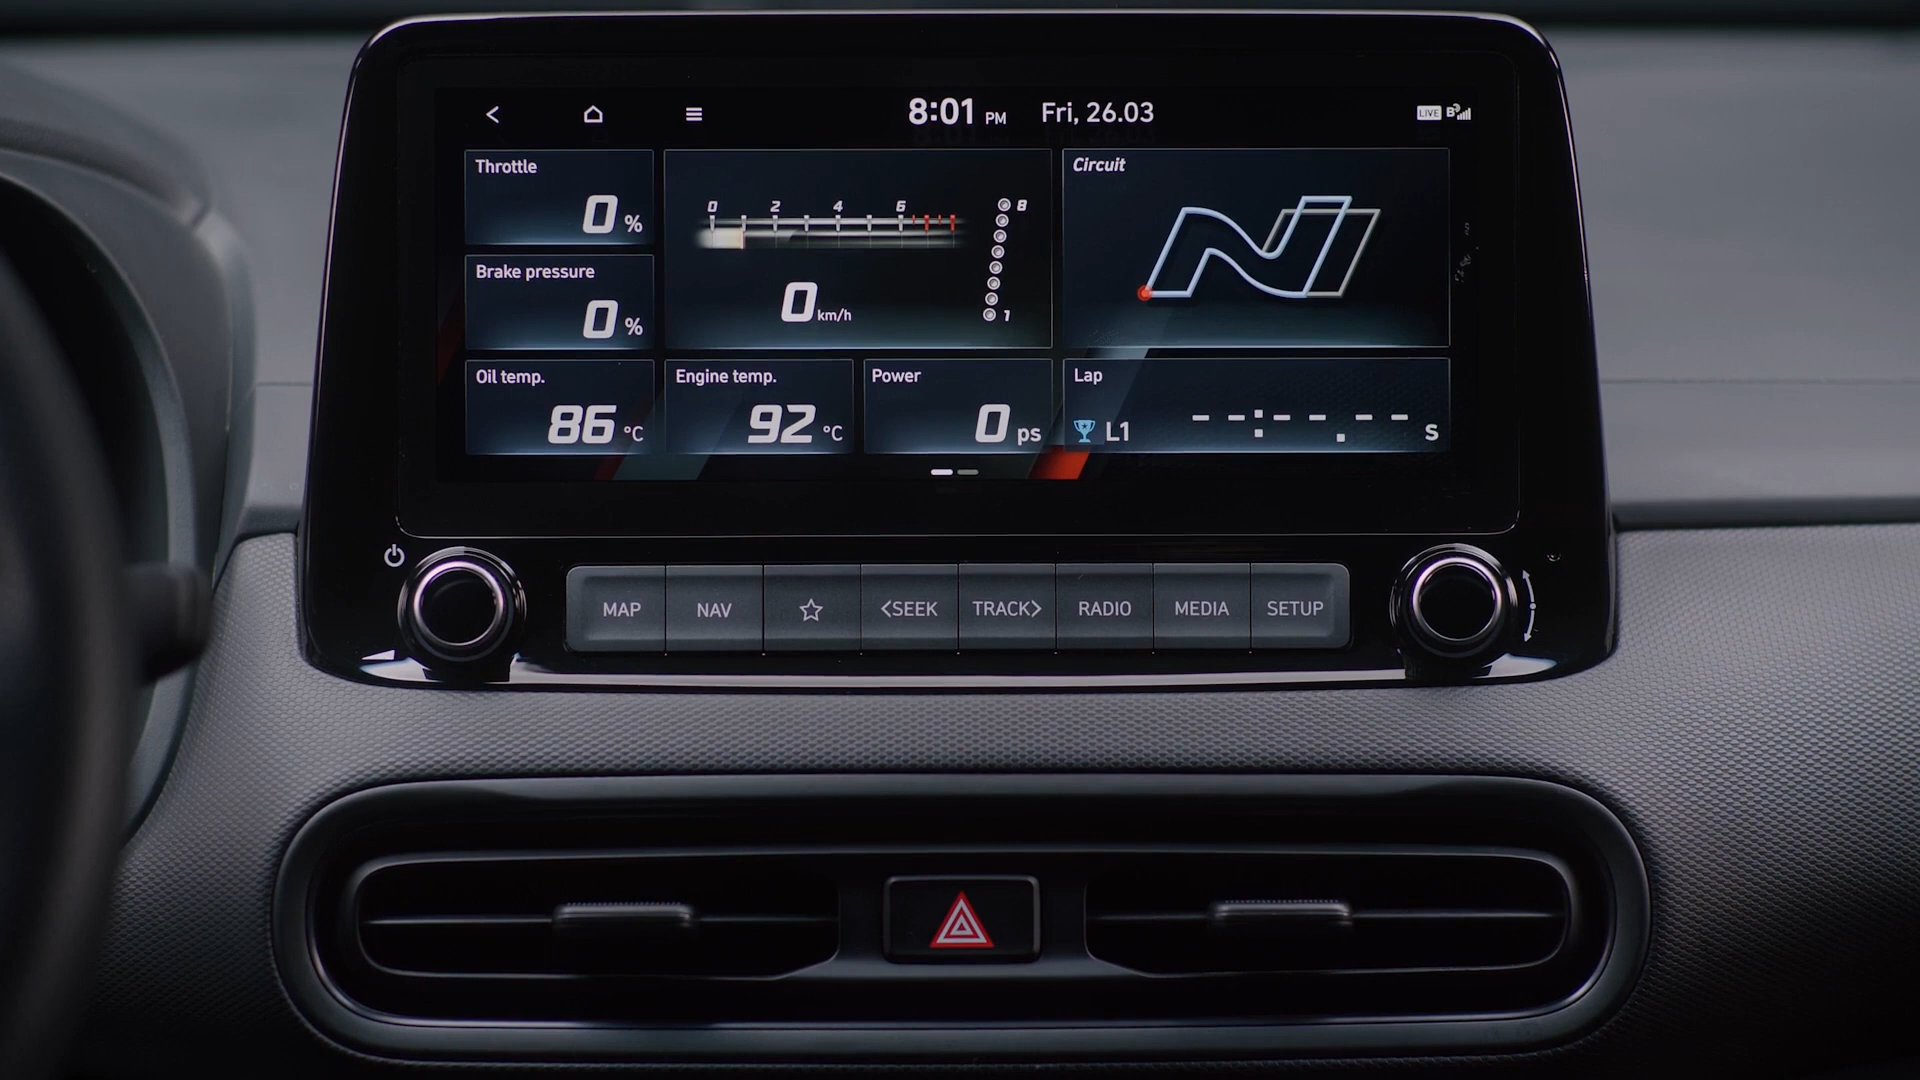 8:01 PM Fri, 26.03 LIVE B
Throttle
0 %
Brake pressure
0 %
0 2 4 6
8
1
0 km/h
Circuit
N
Oil temp.
86 °C
Engine temp.
92 °C
Power
0 ps
Lap
L1 --:--.-- s
MAP NAV <SEEK TRACK> RADIO MEDIA SETUP